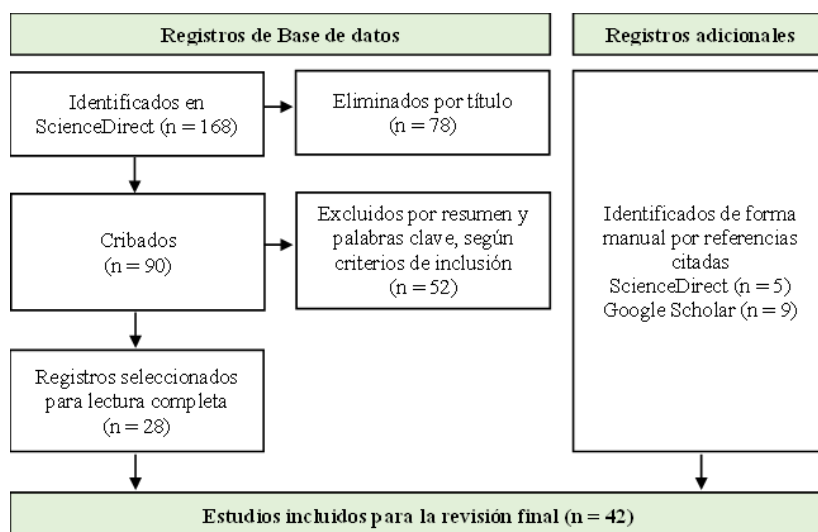 Registros de Base de datos
Registros adicionales
Identificados en
ScienceDirect (n = 168)
Eliminados por título
(n = 78)
Cribados
(n = 90)
Excluidos por resumen y
palabras clave, según
criterios de inclusión
(n = 52)
Identificados de forma
manual por referencias
citadas
ScienceDirect (n = 5)
Google Scholar (n = 9)
Registros seleccionados
para lectura completa
(n = 28)
Estudios incluidos para la revisión final (n = 42)